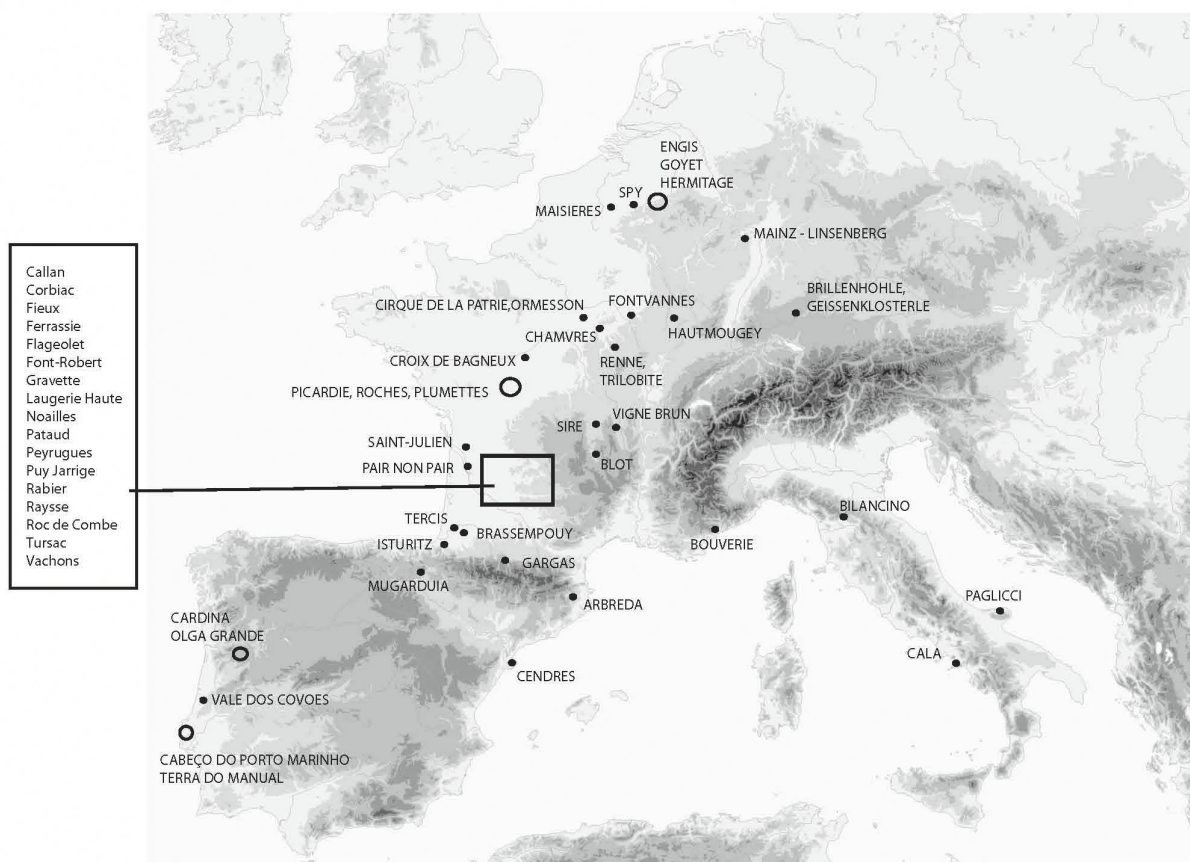 ENGIS
GOYET
HERMITAGE
SPY
MAISIERES
MAINZ - LINSENBERG
Callan
Corbiac
Fieux
Ferrassie
Flageolet
Font-Robert
Gravette
Laugerie Haute
Noailles
Pataud
Peyrugues
Puy Jarrige
Rabier
Raysse
Roc de Combe
Tursac
Vachons
BRILLENHOHLE,
GEISSENKLOSTERLE
CIRQUE DE LA PATRIE,ORMESSON
FONTVANNES
CHAMVRES
HAUTMOUGEY
CROIX DE BAGNEUX
RENNE,
TRILOBITE
PICARDIE, ROCHES, PLUMETTES
SIRE
VIGNE BRUN
SAINT-JULIEN
PAIR NON PAIR
BLOT
BILANCINO
TERCIS
BRASSEMPOUY
ISTURITZ
BOUVERIE
GARGAS
MUGARDUIA
ARBREDA
PAGLICCI
CARDINA
OLGA GRANDE
CALA
CENDRES
VALE DOS COVOES
CABEÇO DO PORTO MARINHO
TERRA DO MANUAL